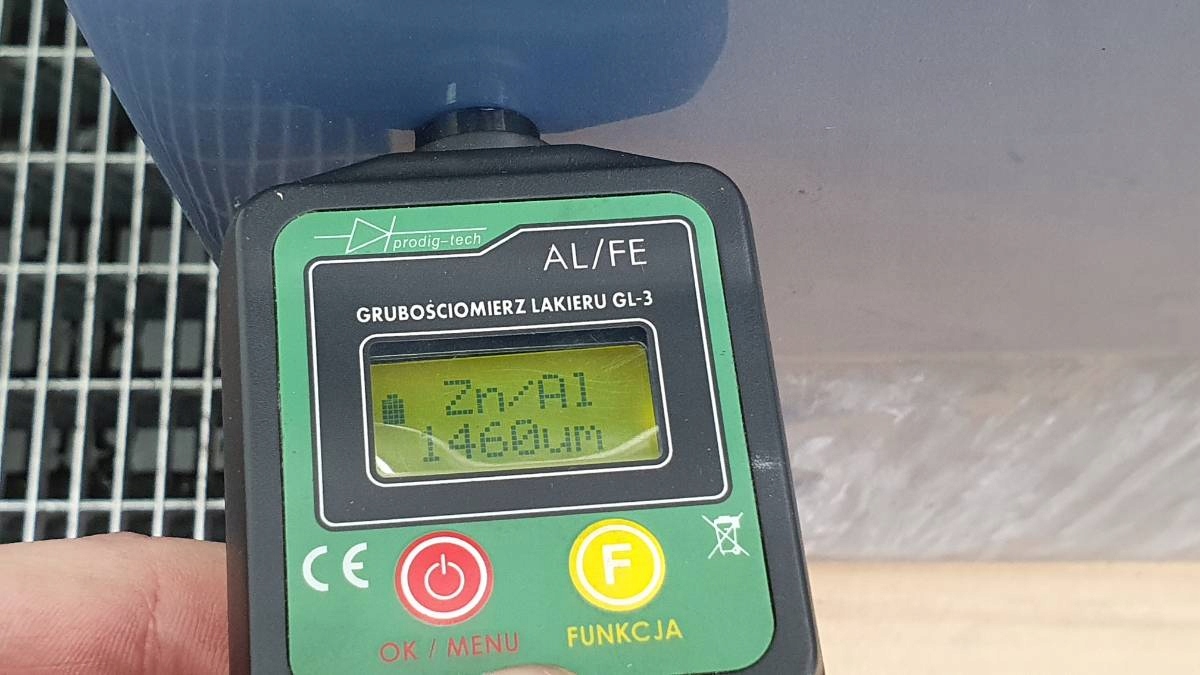 prodig-tech
AL/FE
GRUBOŚCIOMIERZ LAKIERU GL-3
Zn/Al
1460um
CE
F
OK / MENU
FUNKCJA